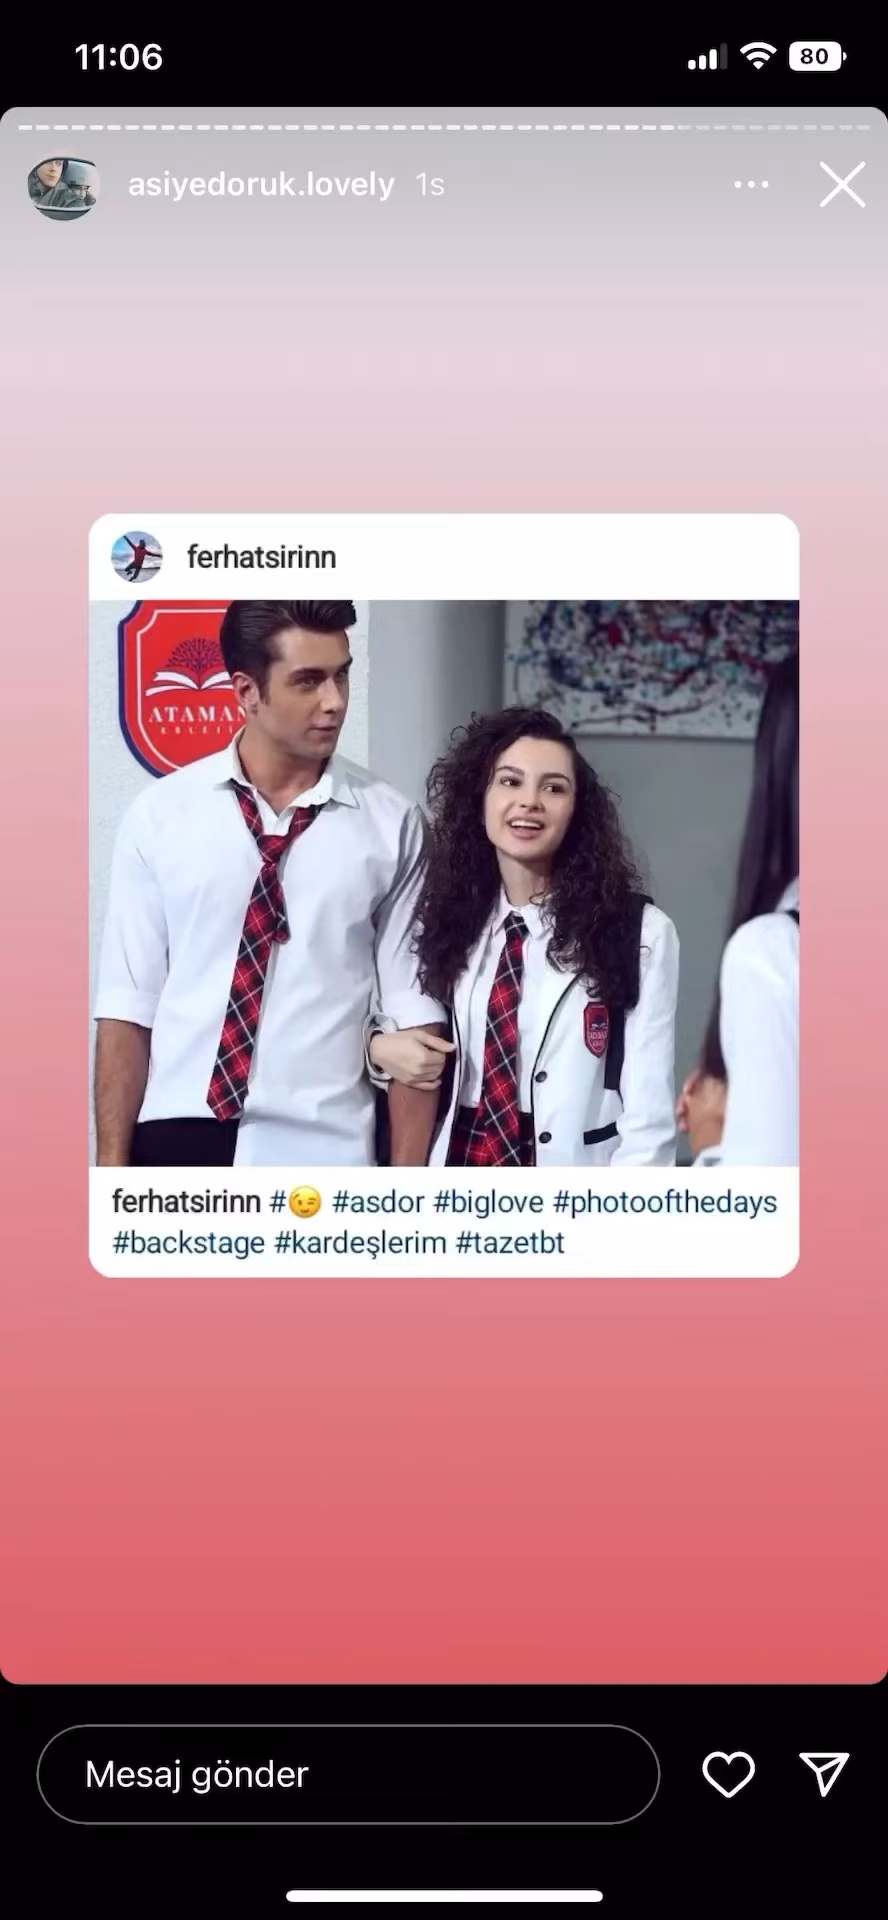 11:06
80
asiyedoruk.lovely 1s
ferhatsirinn
ATAMAN
ferhatsirinn #😉 #asdor #biglove #photoofthedays
#backstage #kardeşlerim #tazetbt
Mesaj gönder